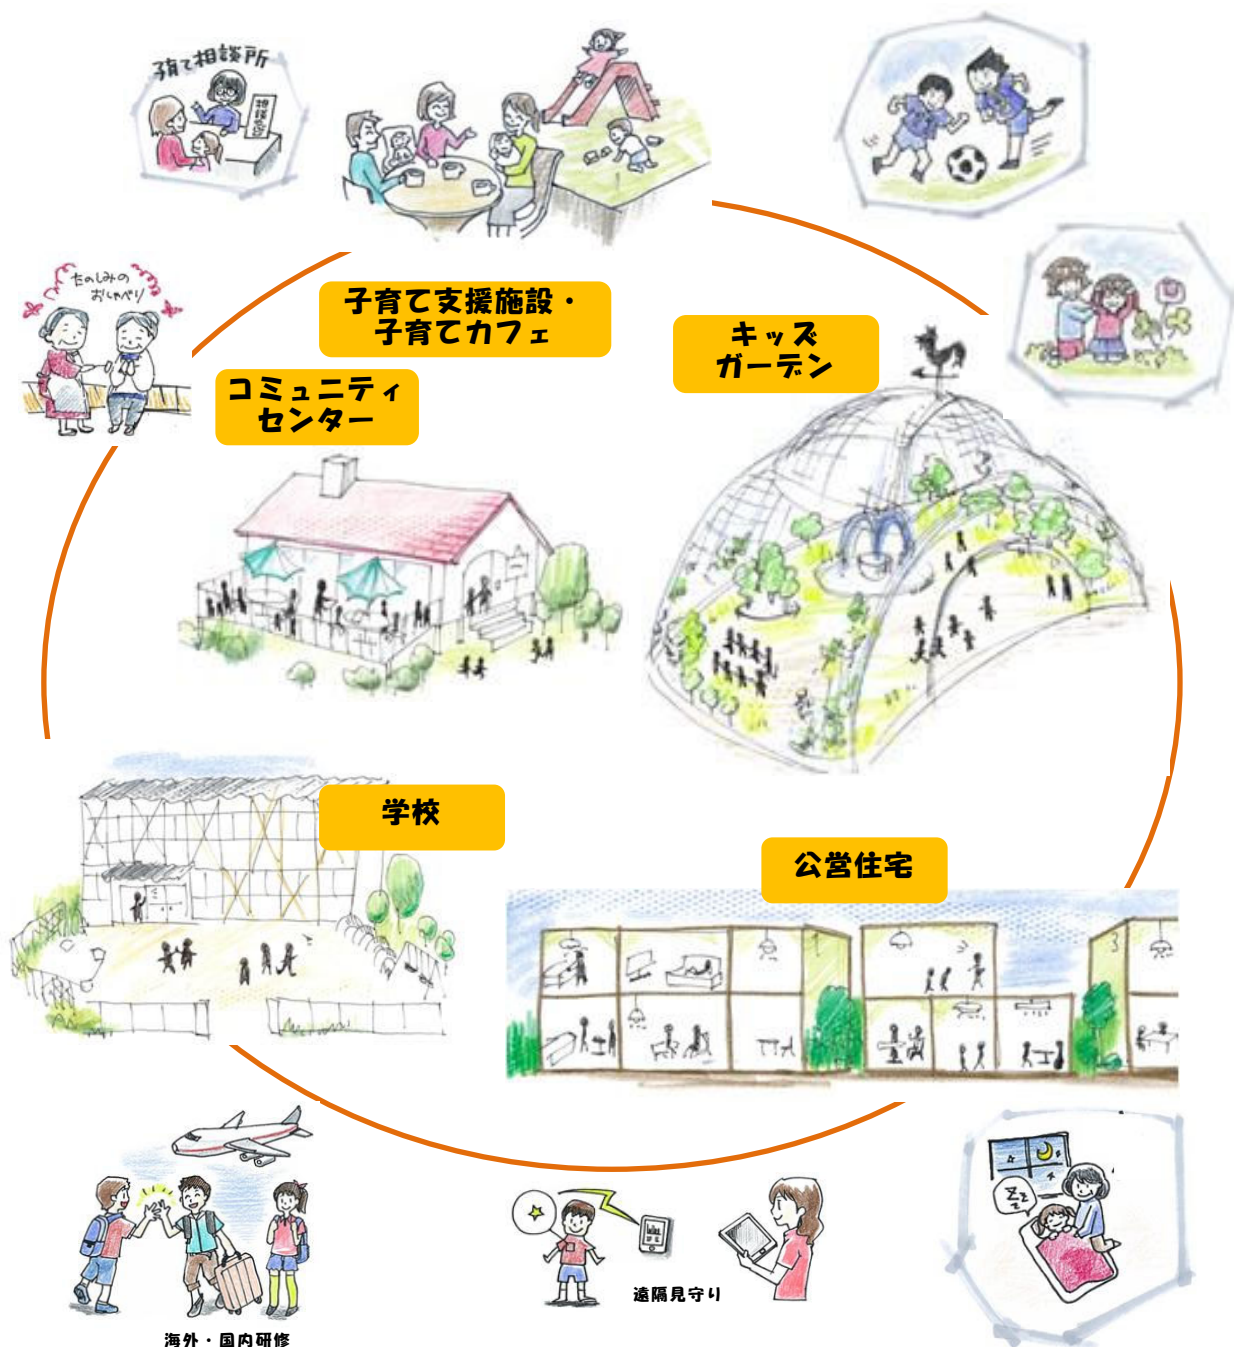 子育て相談所
相談窓口
たのしみの
おしゃべり
子育て支援施設・
子育てカフェ
キッズ
ガーデン
コミュニティ
センター
学校
公営住宅
ZZZ
遠隔見守り
海外・国内研修